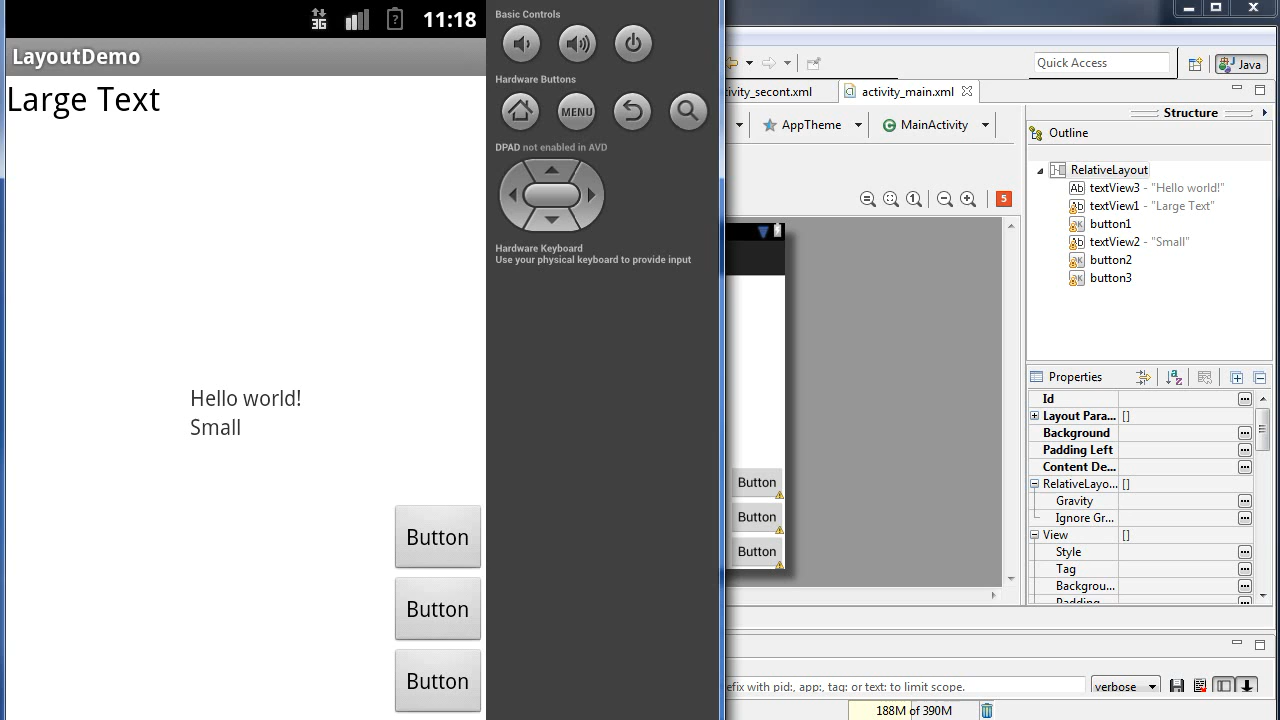 3G 11:18
LayoutDemo
Large Text
Hello world!
Small
Button
Button
Button
Basic Controls
Hardware Buttons
MENU
DPAD not enabled in AVD
Hardware Keyboard
Use your physical keyboard to provide input
Quick Access
Java
tivity_secont.xml
activity_main.xml
AppTheme
MainActivity
5
Button
Button
Button
Structure
Outline
RelativeLayout
Ab textView3 - "Hello world!"
textView1 - "Large Text"
button1
textView2 - "Small"
button2
button3
Properties
Id
Layout Para... []
Background
Padding Left
Content De...
RelativeLayo... []
Gravity
Ignore Gr...
View []
Style
Tag
Backgrou...
Padding
efix with pid:, app:, tag: or text: to limit scope.
verbose
188M of 390M